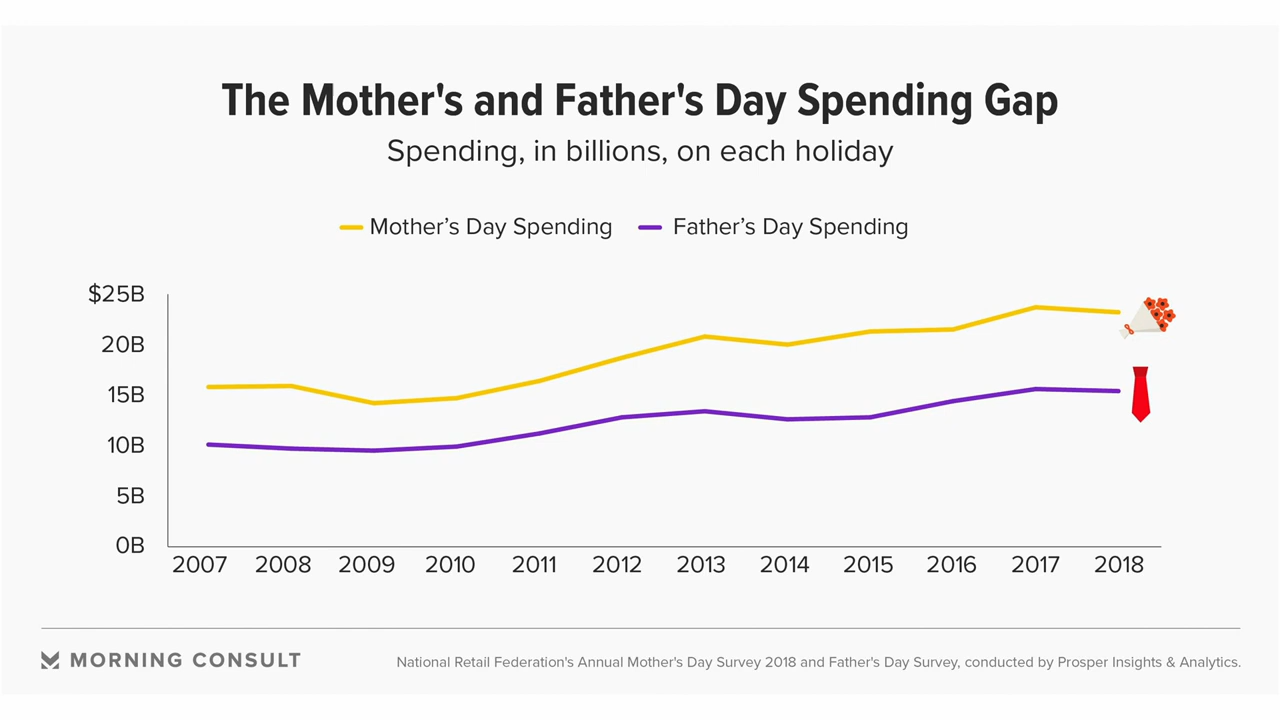 The Mother's and Father's Day Spending Gap
Spending, in billions, on each holiday
Mother’s Day Spending Father’s Day Spending
$25B
20B
15B
10B
5B
0B
2007 2008 2009 2010 2011 2012 2013 2014 2015 2016 2017 2018
MORNING CONSULT
National Retail Federation's Annual Mother's Day Survey 2018 and Father's Day Survey, conducted by Prosper Insights & Analytics.